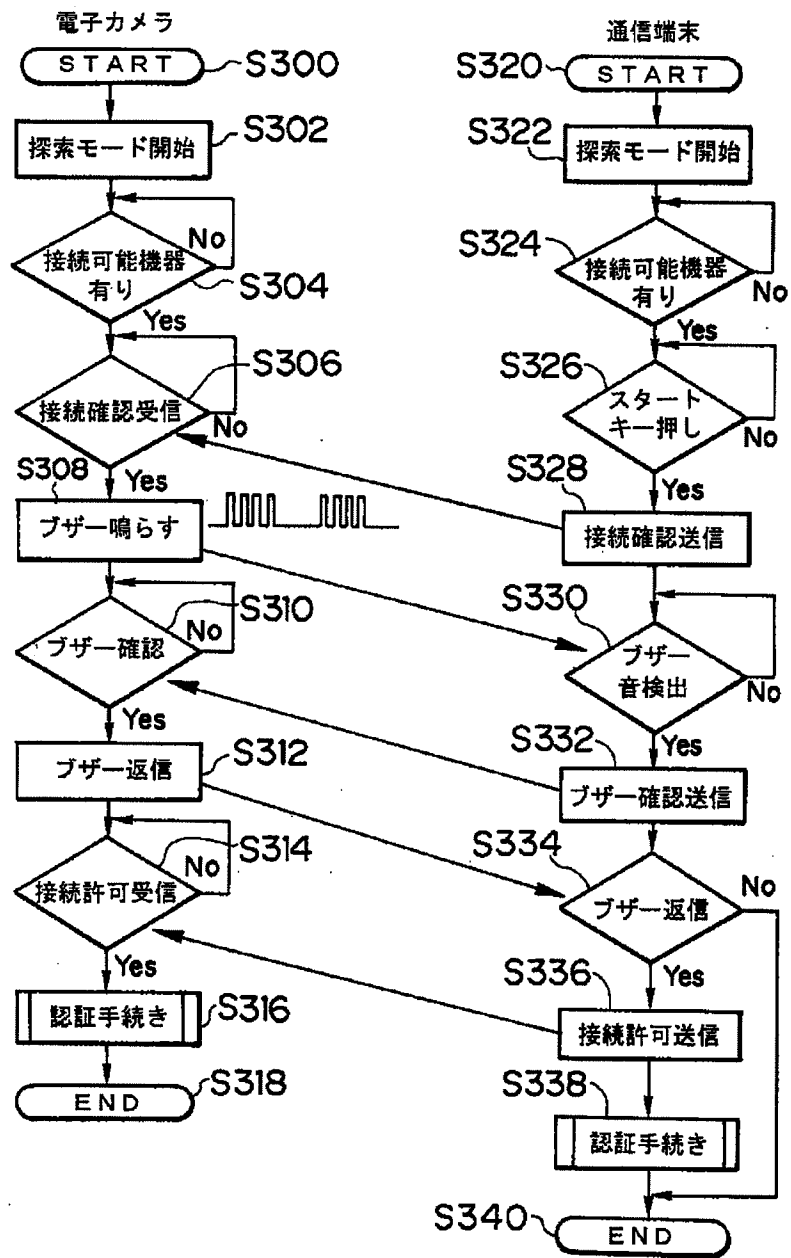 電子カメラ
START
S300
探索モード開始
S302
接続可能機器
有り
No
S304
Yes
接続確認受信
S306
No
Yes
S308
ブザー鳴らす
ブザー確認
S310
No
Yes
ブザー返信
S312
接続許可受信
S314
No
Yes
認証手続き
S316
END
S318
通信端末
S320
START
S322
探索モード開始
S324
接続可能機器
有り
No
Yes
S326
スタート
キー押し
No
Yes
S328
接続確認送信
S330
ブザー
音検出
No
Yes
S332
ブザー確認送信
S334
ブザー返信
No
Yes
S336
接続許可送信
S338
認証手続き
S340
END